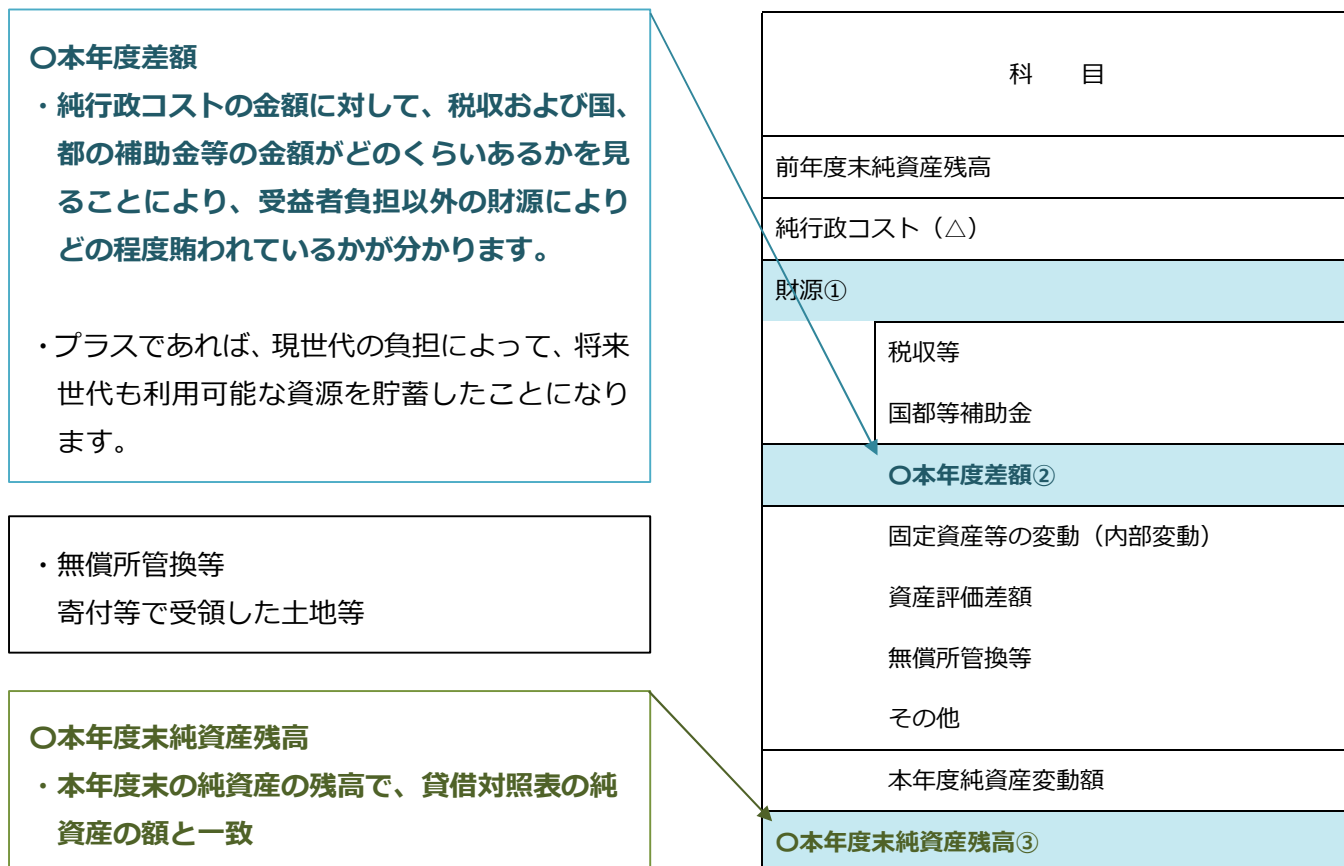 〇本年度差額
・純行政コストの金額に対して、税収および国、
都の補助金等の金額がどのくらいあるかを見
ることにより、受益者負担以外の財源により
どの程度賄われているかが分かります。
・プラスであれば、現世代の負担によって、将来
世代も利用可能な資源を貯蓄したことになり
ます。
・無償所管換等
寄付等で受領した土地等
〇本年度末純資産残高
・本年度末の純資産の残高で、貸借対照表の純
資産の額と一致
科　　目
前年度末純資産残高
純行政コスト（△）
財源①
税収等
国都等補助金
〇本年度差額②
固定資産等の変動（内部変動）
資産評価差額
無償所管換等
その他
本年度純資産変動額
〇本年度末純資産残高③